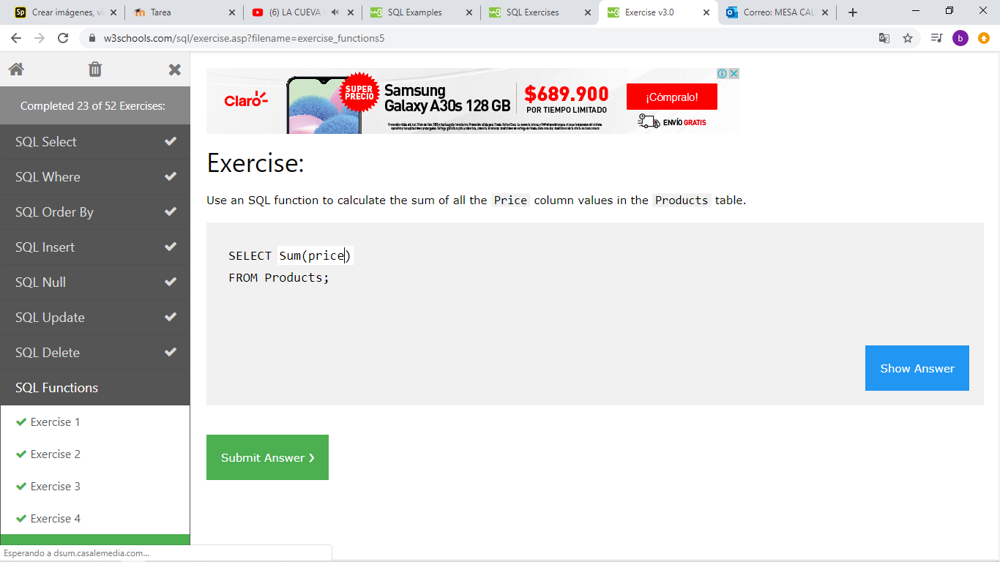 Crear imágenes, ví
Tarea
(6) LA CUEVA
SQL Examples
SQL Exercises
Exercise v3.0
Correo: MESA CAL
w3schools.com/sql/exercise.asp?filename=exercise_functions5
b
Completed 23 of 52 Exercises:
SQL Select
SQL Where
SQL Order By
SQL Insert
SQL Null
SQL Update
SQL Delete
SQL Functions
Exercise 1
Exercise 2
Exercise 3
Exercise 4
Esperando a dsum.casalemedia.com...
Claro
SUPER
PRECIO
Samsung
Galaxy A30s 128 GB
$689.900
POR TIEMPO LIMITADO
¡Cómpralo!
ENVÍO GRATIS
Exercise:
Use an SQL function to calculate the sum of all the Price column values in the Products table.
SELECT Sum(price)
FROM Products;
Show Answer
Submit Answer ❯